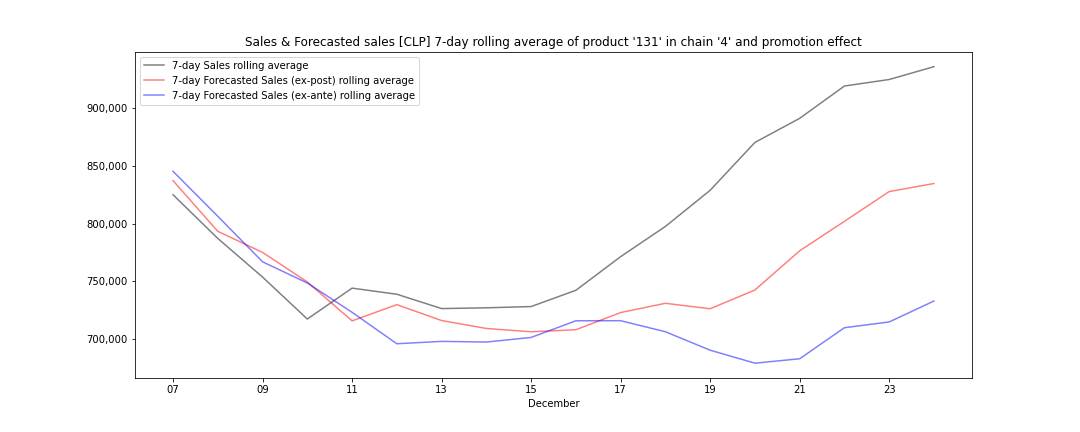 Sales & Forecasted sales [CLP] 7-day rolling average of product '131' in chain '4' and promotion effect
7-day Sales rolling average
7-day Forecasted Sales (ex-post) rolling average
7-day Forecasted Sales (ex-ante) rolling average
900,000
850,000
800,000
750,000
700,000
07 09 11 13 15 17 19 21 23
December